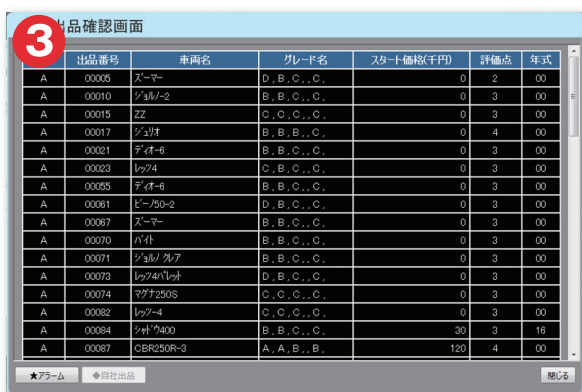 3
出品確認画面
出品番号 車両名 グレード名 スタート価格(千円) 評価点 年式
A 00005 ズーマー D,B,C,,C, 0 2 00
A 00010 ジョルノ-2 B,B,C,,C, 0 3 00
A 00015 ZZ C,C,C,,C, 0 3 00
A 00017 ジュリオ B,B,B,,C, 0 4 00
A 00021 ディオ-6 B,B,C,,C, 0 3 00
A 00023 レッツ4 C,B,C,,C, 0 3 00
A 00055 ディオ-6 B,B,C,,C, 0 3 00
A 00061 ビーノ50-2 D,B,C,,C, 0 3 00
A 00067 ズーマー B,B,C,,C, 0 3 00
A 00070 バイト B,B,C,,C, 0 3 00
A 00071 ジョルノ クレア B,B,C,,C, 0 3 00
A 00073 レッツ4パレット D,B,C,,C, 0 3 00
A 00074 マグナ250S C,C,C,,C, 0 3 00
A 00082 レッツ-4 C,C,C,,C, 0 3 00
A 00084 シャドウ400 B,B,C,,C, 30 3 16
A 00087 CBR250R-3 A,A,B,,B, 120 4 00
★アラーム ◆自社出品 閉じる